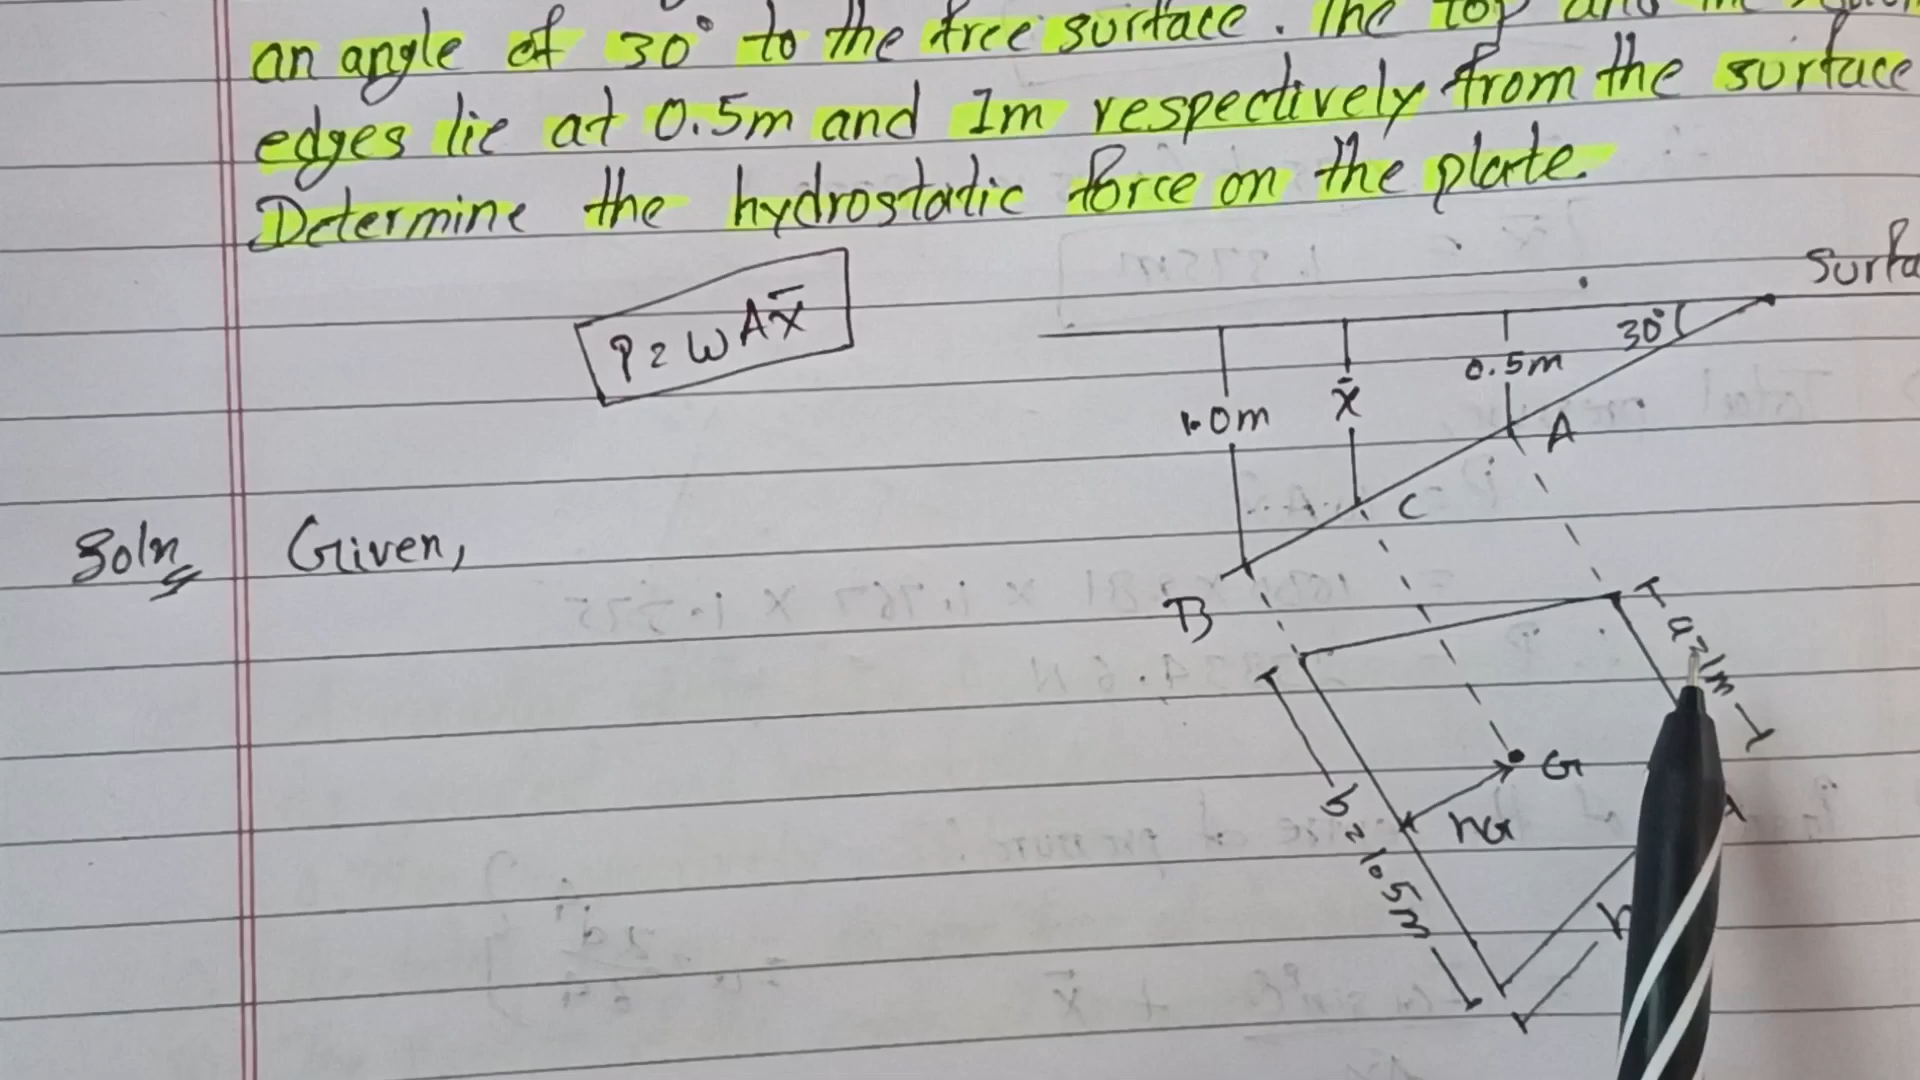 an angle of 30° to the free surface. The top and
edges lie at 0.5m and 1m respectively from the surface
Determine the hydrostatic force on the plate.
P = wAx̄
Surfa
30°
0.5m
x̄
1.0m
A
C
B
Soln
Given,
a=1m
G
hG
b=1.5m
h